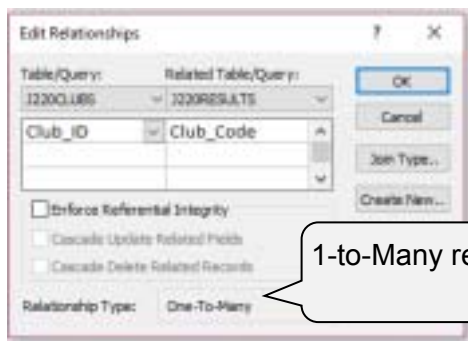 Edit Relationships ? ×
Table/Query: Related Table/Query:
J220CLUBS J220RESULTS
Club_ID Club_Code
OK
Cancel
Join Type..
Create New..
Enforce Referential Integrity
Cascade Update Related Fields
Cascade Delete Related Records
Relationship Type: One-To-Many
1-to-Many re